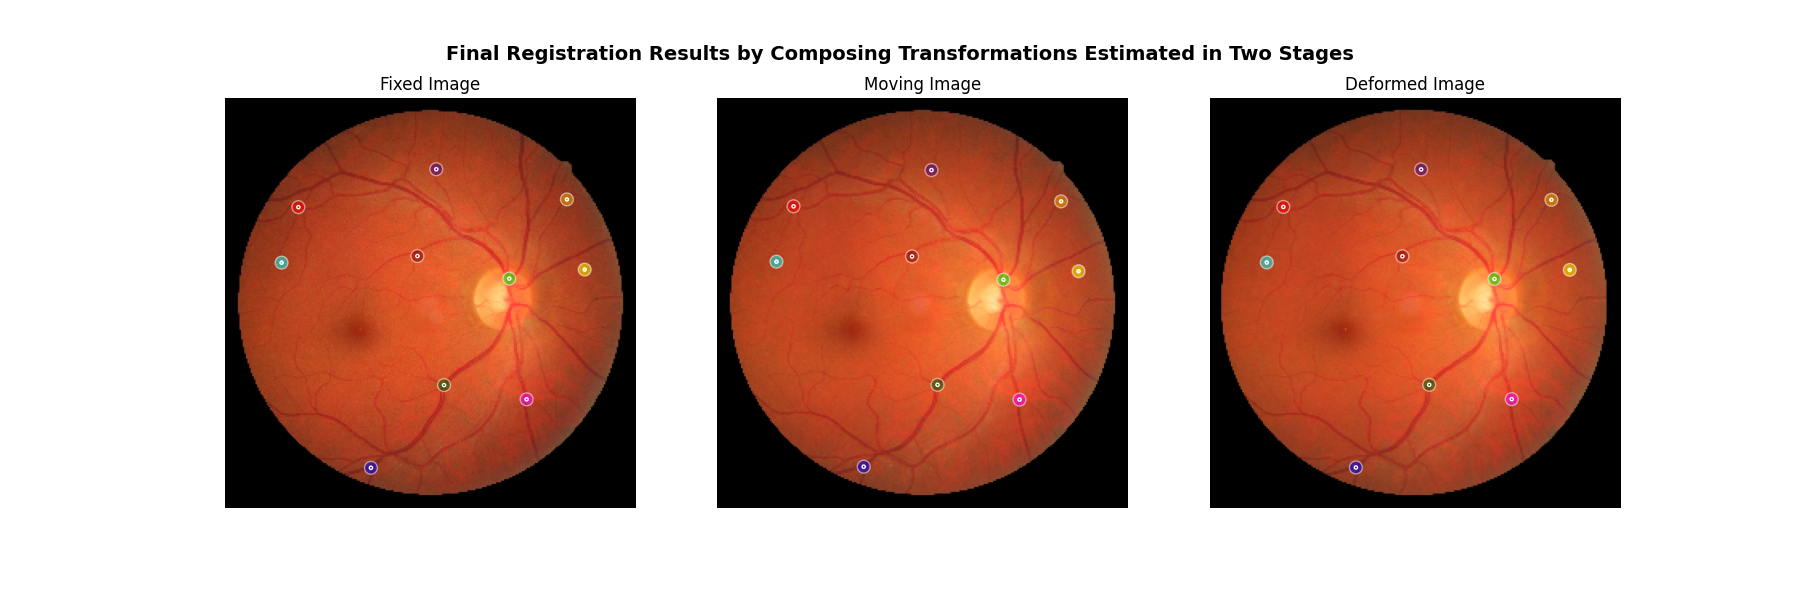 Final Registration Results by Composing Transformations Estimated in Two Stages
Fixed Image
Moving Image
Deformed Image